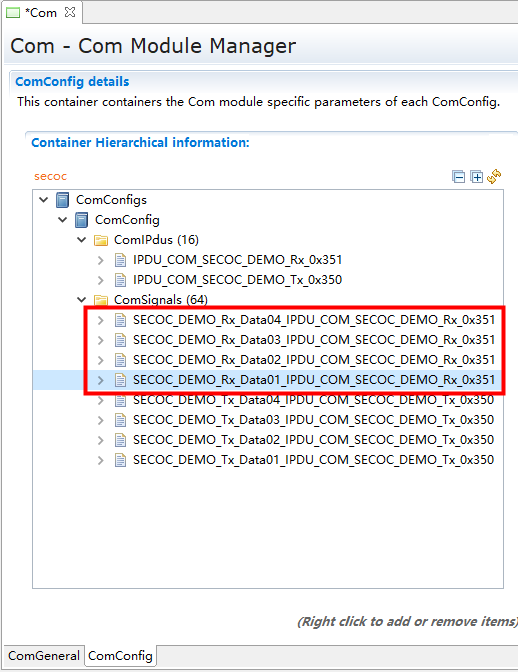 *Com
Com - Com Module Manager
ComConfig details
This container containers the Com module specific parameters of each ComConfig.
Container Hierarchical information:
secoc
ComConfigs
ComConfig
ComIPdus (16)
IPDU_COM_SECOC_DEMO_Rx_0x351
IPDU_COM_SECOC_DEMO_Tx_0x350
ComSignals (64)
SECOC_DEMO_Rx_Data04_IPDU_COM_SECOC_DEMO_Rx_0x351
SECOC_DEMO_Rx_Data03_IPDU_COM_SECOC_DEMO_Rx_0x351
SECOC_DEMO_Rx_Data02_IPDU_COM_SECOC_DEMO_Rx_0x351
SECOC_DEMO_Rx_Data01_IPDU_COM_SECOC_DEMO_Rx_0x351
SECOC_DEMO_Tx_Data04_IPDU_COM_SECOC_DEMO_Tx_0x350
SECOC_DEMO_Tx_Data03_IPDU_COM_SECOC_DEMO_Tx_0x350
SECOC_DEMO_Tx_Data02_IPDU_COM_SECOC_DEMO_Tx_0x350
SECOC_DEMO_Tx_Data01_IPDU_COM_SECOC_DEMO_Tx_0x350
(Right click to add or remove items)
ComGeneral ComConfig